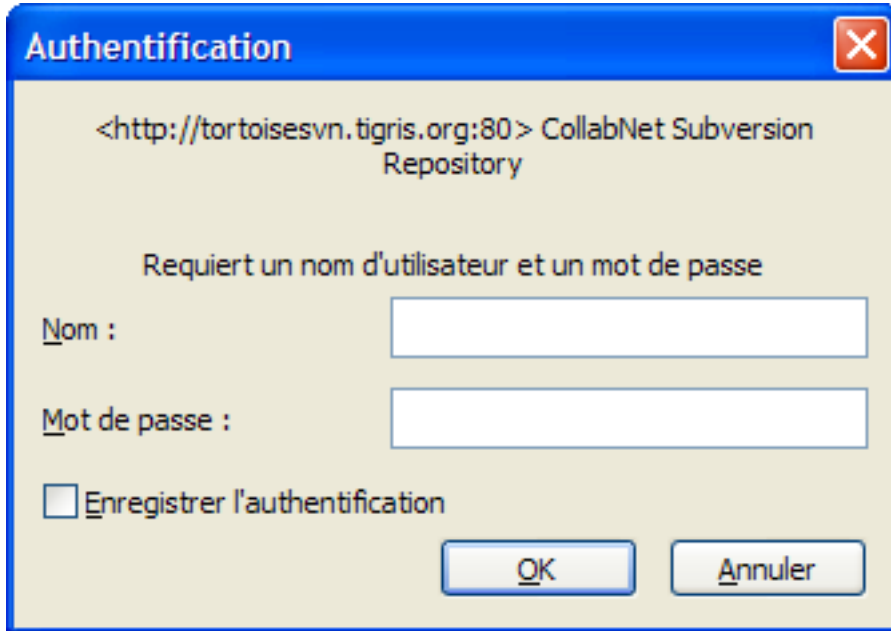 Authentification
<http://tortoisesvn.tigris.org:80> CollabNet Subversion
Repository
Requiert un nom d'utilisateur et un mot de passe
Nom :
Mot de passe :
Enregistrer l'authentification
OK Annuler